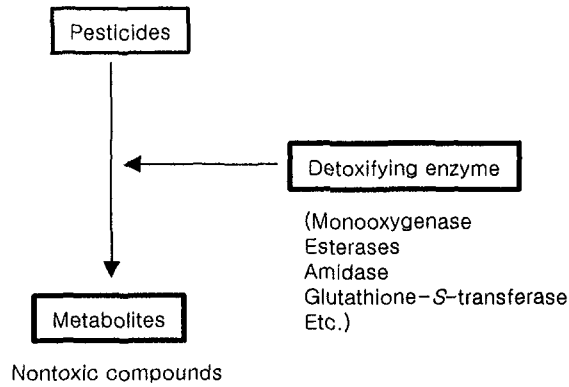 Pesticides
Detoxifying enzyme
(Monooxygenase
Esterases
Amidase
Glutathione-S-transferase
Etc.)
Metabolites
Nontoxic compounds